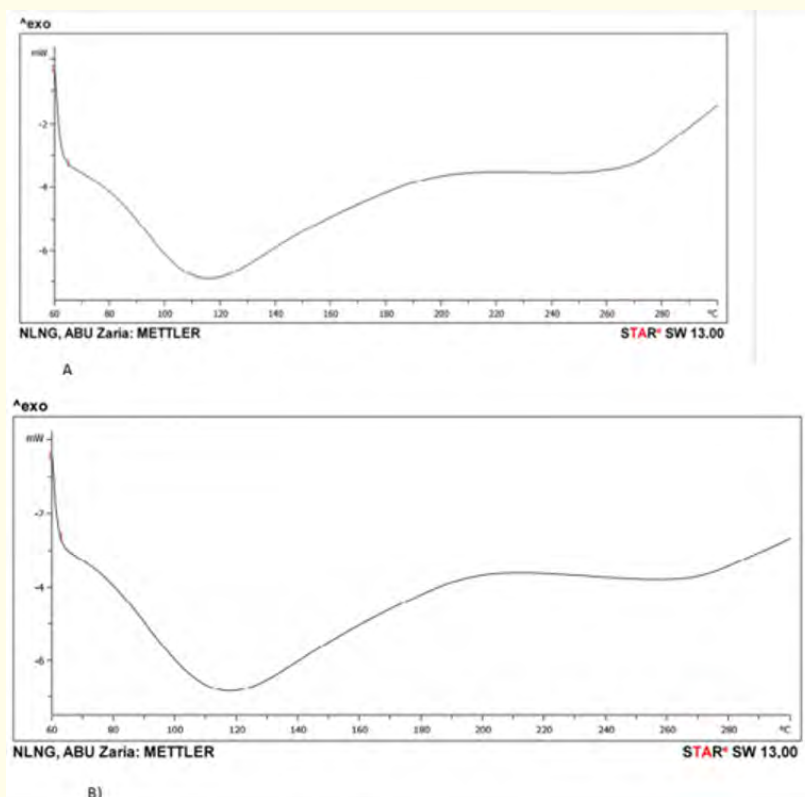 ^exo
mW
-2
-4
-6
60 80 100 120 140 160 180 200 220 240 260 280 °C
NLNG, ABU Zaria: METTLER STAR® SW 13.00
A
^exo
mW
-2
-4
-6
60 80 100 120 140 160 180 200 220 240 260 280 °C
NLNG, ABU Zaria: METTLER STAR® SW 13.00
B)